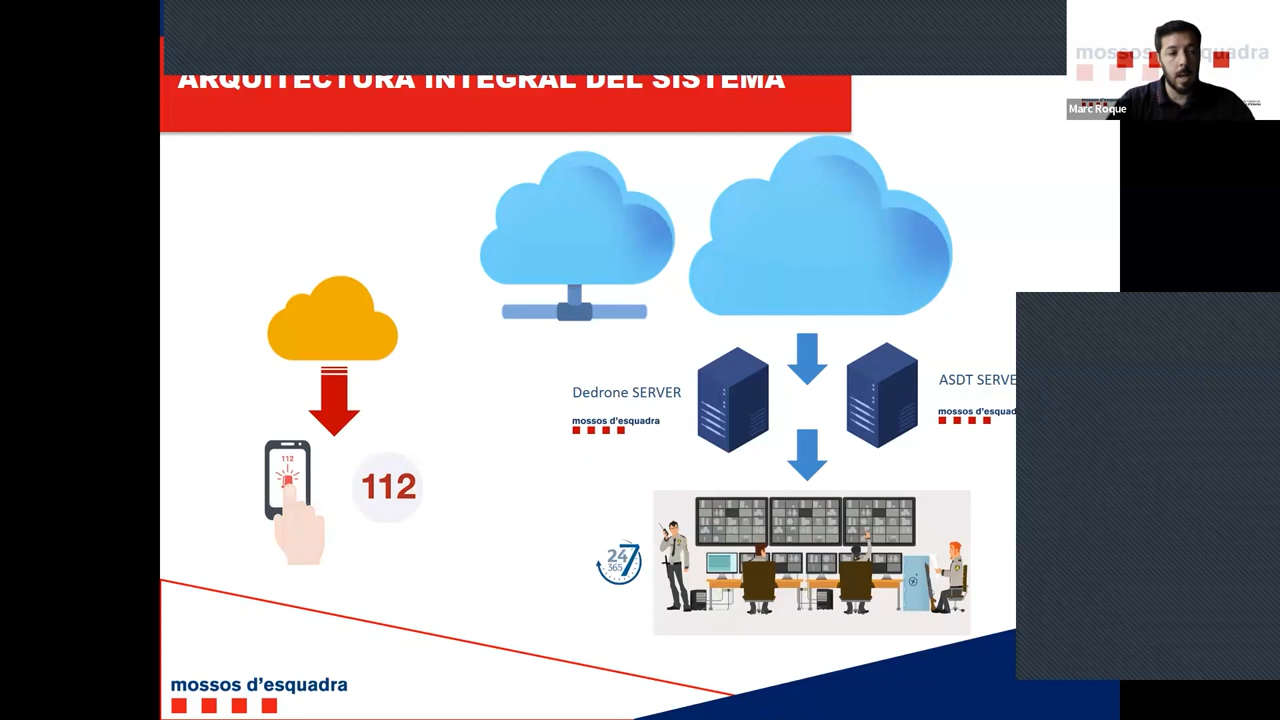 ARQUITECTURA INTEGRAL DEL SISTEMA
mossos d'esquadra
Marc Roque
Dedrone SERVER
mossos d'esquadra
ASDT SERVE
mossos d'esquad
112
112
24
7
365
mossos d'esquadra